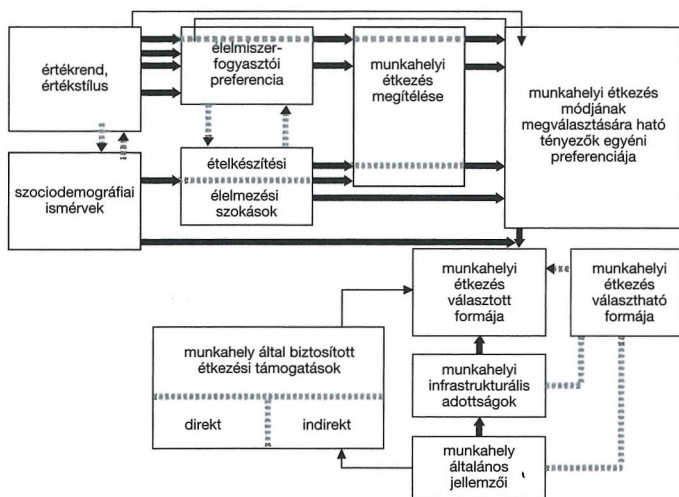 értékrend,
értékstílus
élelmiszer-
fogyasztói
preferencia
munkahelyi
étkezés
megítélése
munkahelyi étkezés
módjának
megválasztására ható
tényezők egyéni
preferenciája
szociodemográfiai
ismérvek
ételkészítési
élelmezési
szokások
munkahelyi
étkezés
választott
formája
munkahelyi
étkezés
választható
formája
munkahely által biztosított
étkezési támogatások
direkt
indirekt
munkahelyi
infrastrukturális
adottságok
munkahely
általános
jellemzői